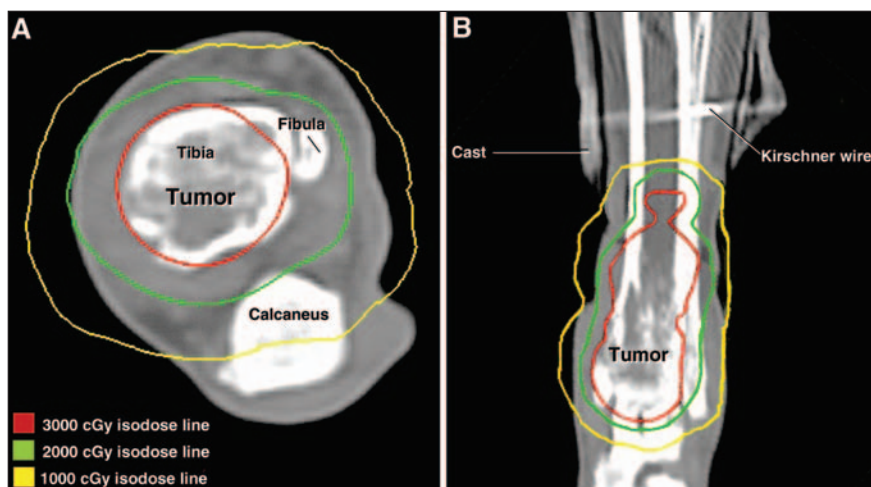 A
Fibula
Tibia
Tumor
Calcaneus
3000 cGy isodose line
2000 cGy isodose line
1000 cGy isodose line
B
Cast
Kirschner wire
Tumor